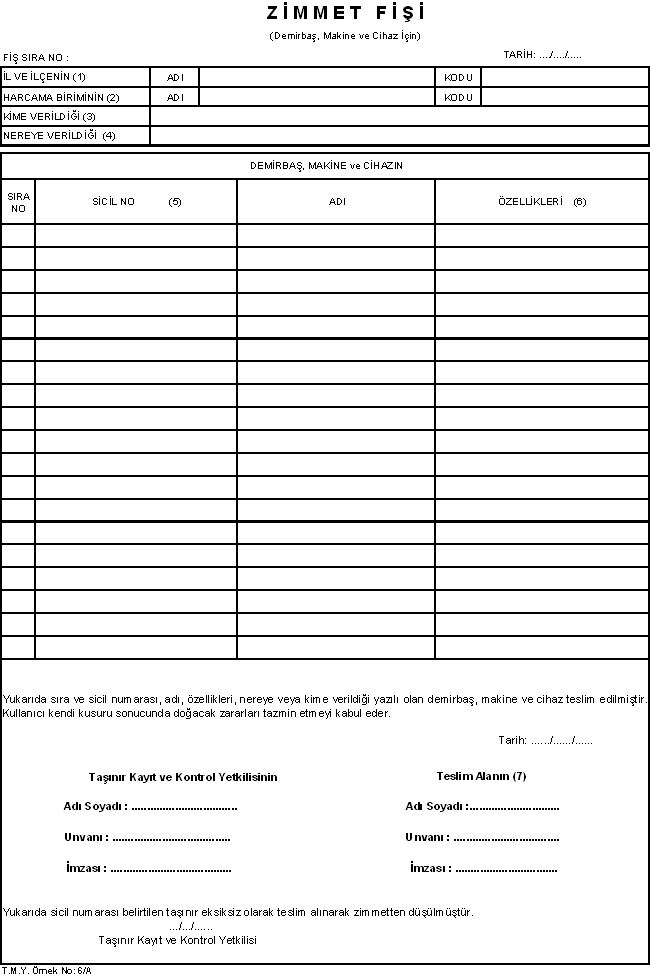 ZİMMET FİŞİ
(Demirbaş, Makine ve Cihaz İçin)
FİŞ SIRA NO :
TARİH: ..../..../.....
İL VE İLÇENİN (1) ADI KODU
HARCAMA BİRİMİNİN (2) ADI KODU
KİME VERİLDİĞİ (3)
NEREYE VERİLDİĞİ (4)
DEMİRBAŞ, MAKİNE ve CİHAZIN
SIRA NO SİCİL NO (5) ADI ÖZELLİKLERİ (6)
Yukarıda sıra ve sicil numarası, adı, özellikleri, nereye veya kime verildiği yazılı olan demirbaş, makine ve cihaz teslim edilmiştir.
Kullanıcı kendi kusuru sonucunda doğacak zararları tazmin etmeyi kabul eder.
Tarih: ....../....../......
Taşınır Kayıt ve Kontrol Yetkilisinin Teslim Alanın (7)
Adı Soyadı : .................................. Adı Soyadı :.............................
Unvanı : ..................................... Unvanı : ..................................
İmzası : ...................................... İmzası : ................................
Yukarıda sicil numarası belirtilen taşınır eksiksiz olarak teslim alınarak zimmetten düşülmüştür.
.../.../......
Taşınır Kayıt ve Kontrol Yetkilisi
T.M.Y. Örnek No: 6/A